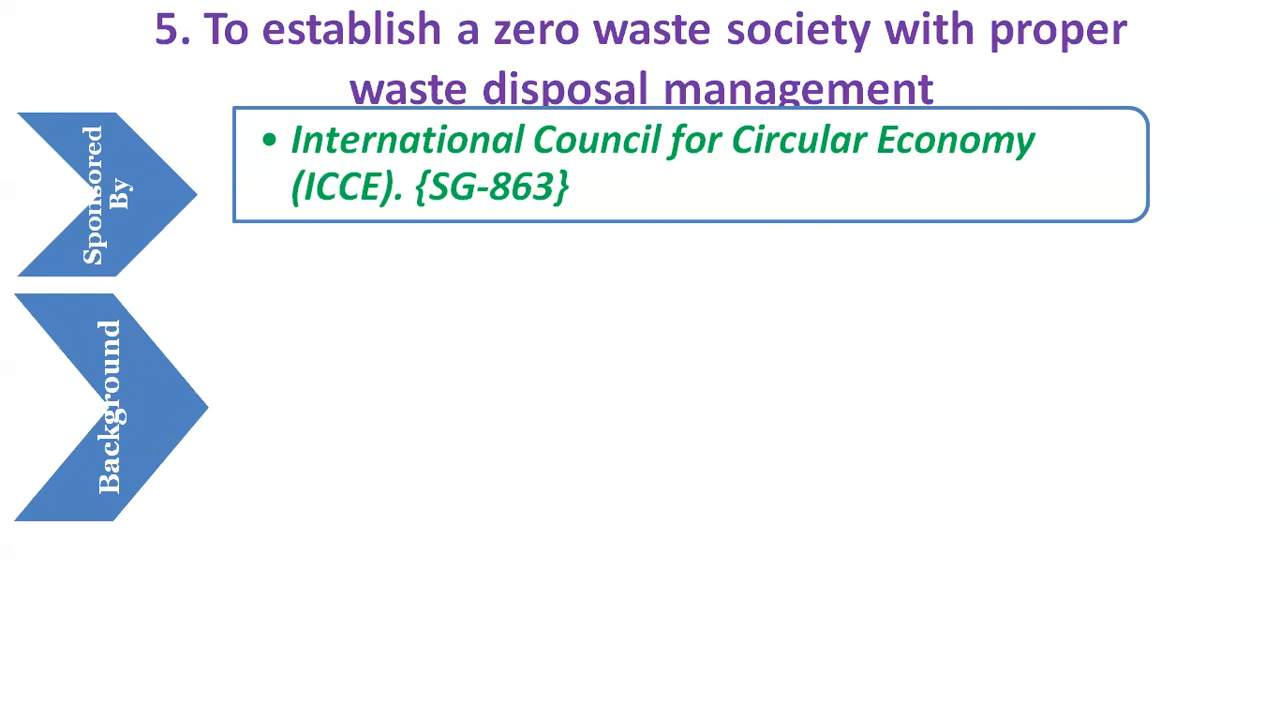 5. To establish a zero waste society with proper
waste disposal management
Sponsored
By
• International Council for Circular Economy
(ICCE). {SG-863}
Background